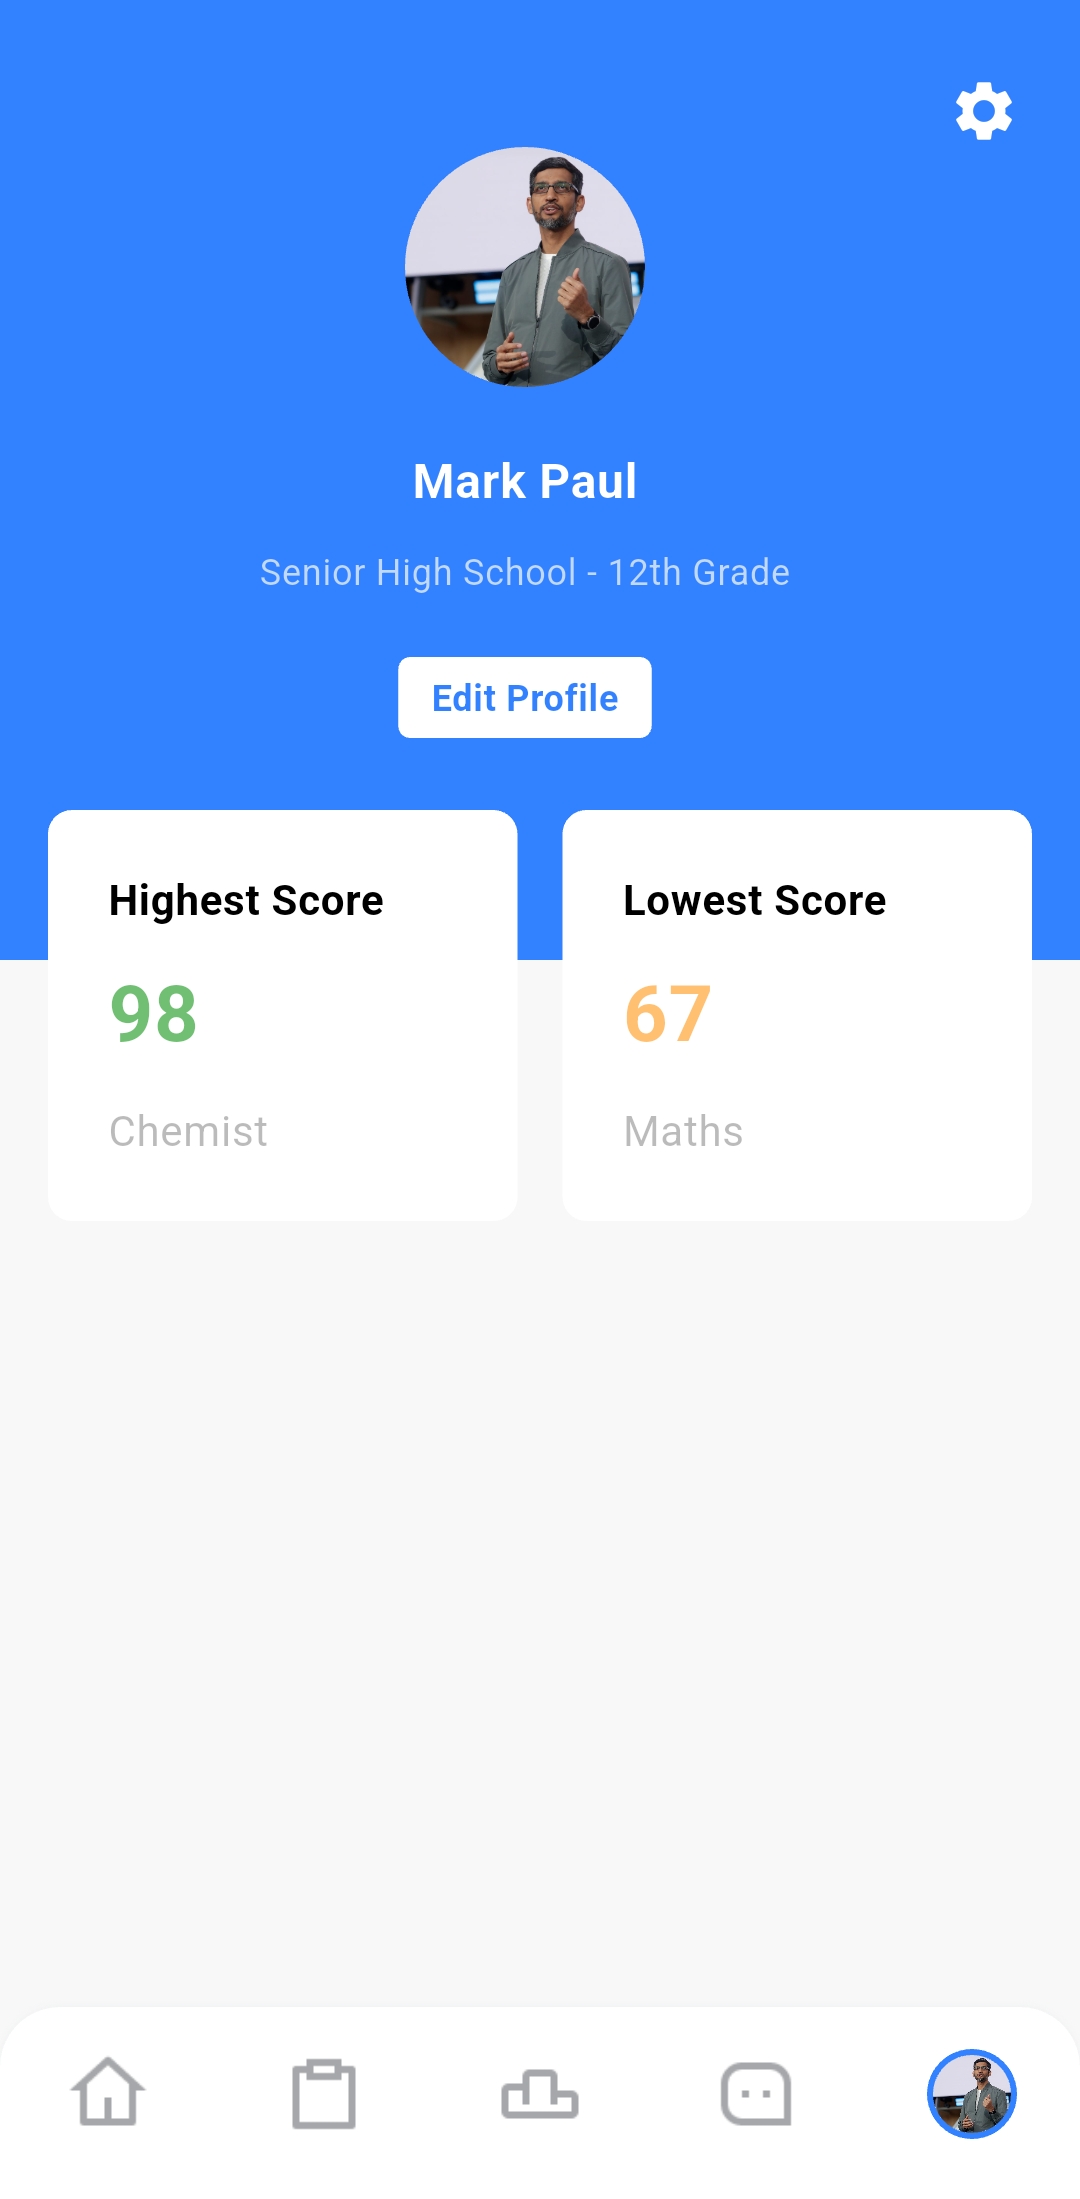 Mark Paul
Senior High School - 12th Grade
Edit Profile
Highest Score
98
Chemist
Lowest Score
67
Maths